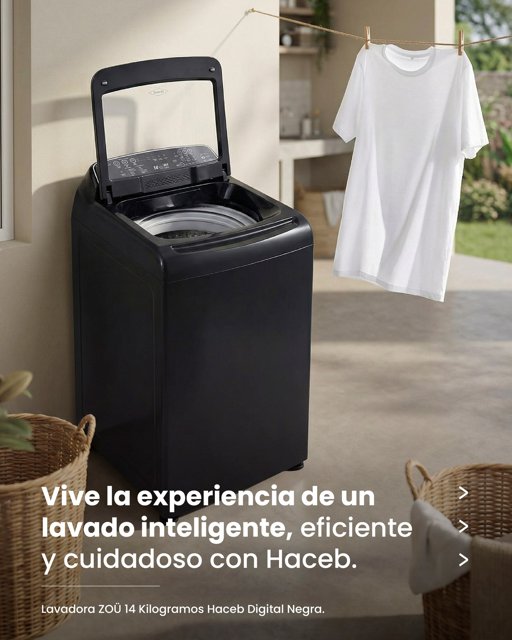 Vive la experiencia de un
lavado inteligente, eficiente
y cuidadoso con Haceb.
Lavadora ZOÜ 14 Kilogramos Haceb Digital Negra.